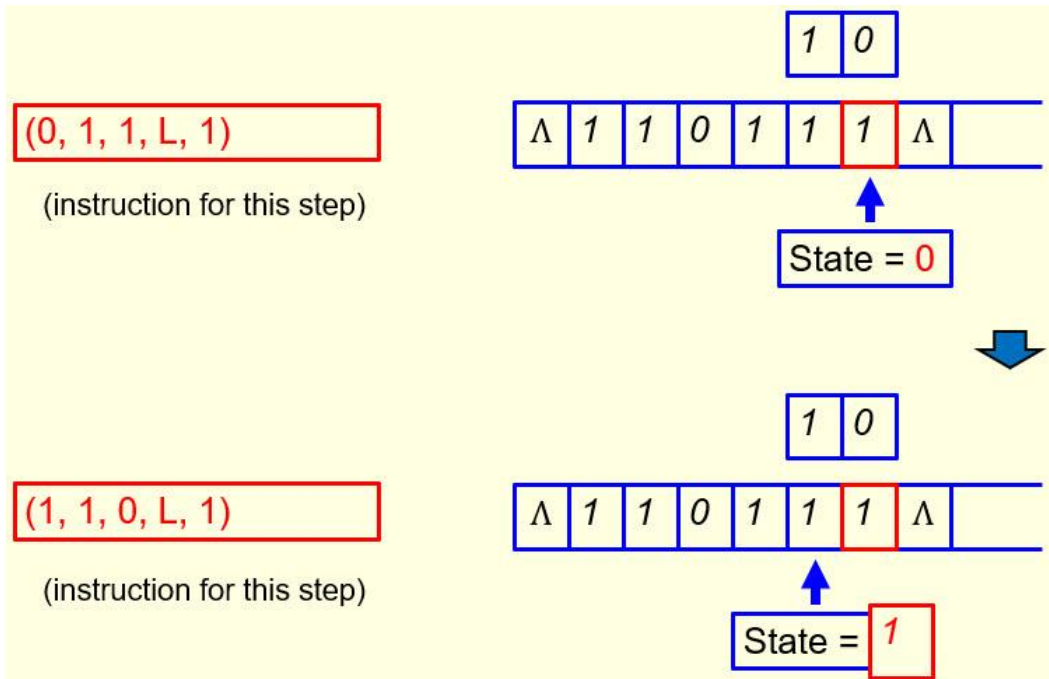 1 0
(0, 1, 1, L, 1)
Λ 1 1 0 1 1 1 Λ
(instruction for this step)
State = 0
1 0
(1, 1, 0, L, 1)
Λ 1 1 0 1 1 1 Λ
(instruction for this step)
State = 1